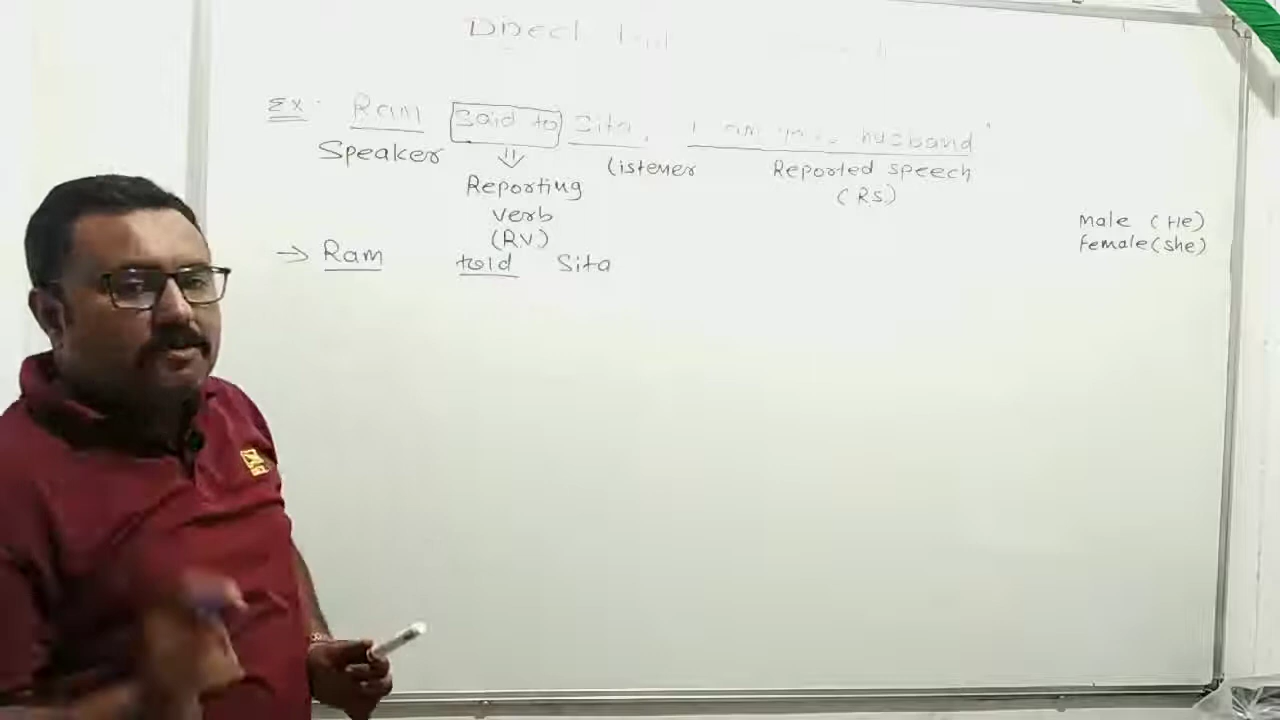 Direct
Ex. Ram said to Sita, I am husband"
Speaker Listener Reported speech
Reporting (RS)
verb Male (He)
(RV) Female (she)
→ Ram told Sita